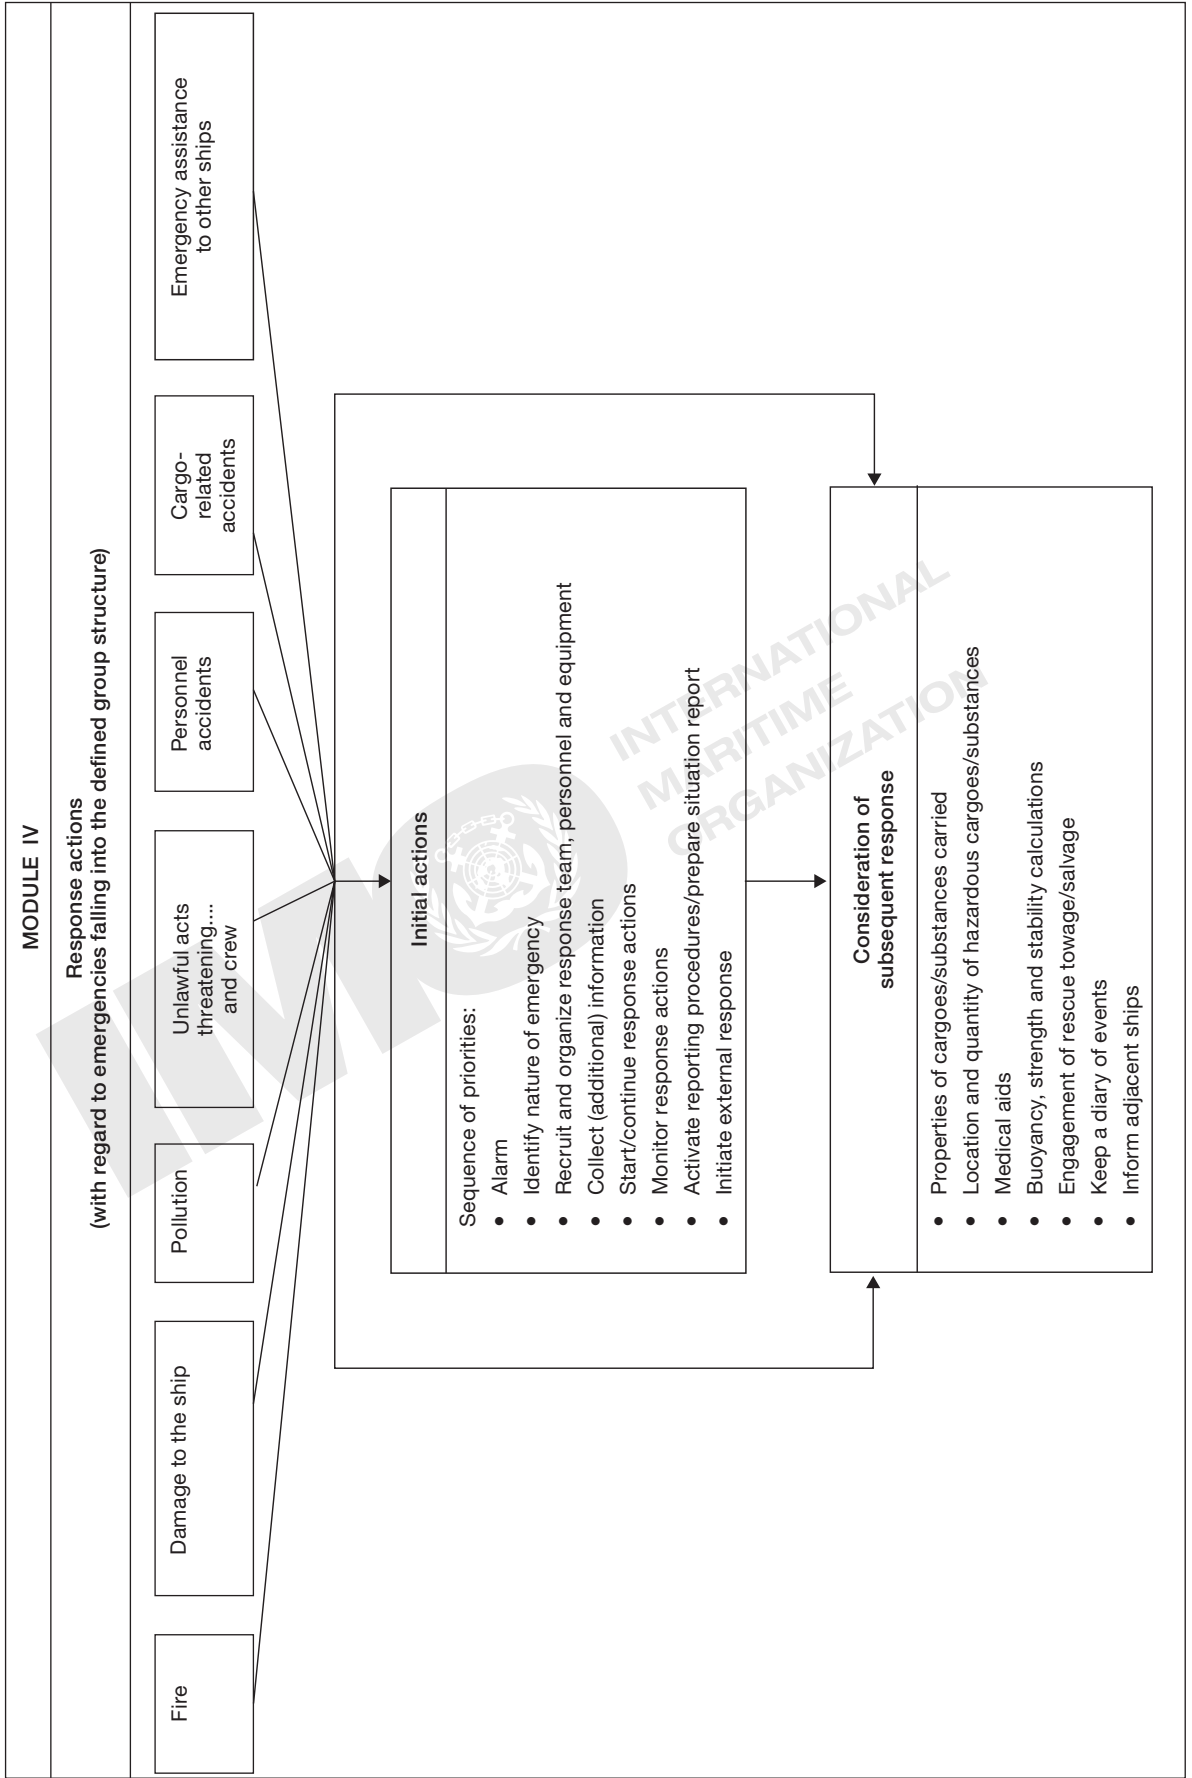 MODULE IV
Response actions
(with regard to emergencies falling into the defined group structure)
Fire
Damage to the ship
Pollution
Unlawful acts
threatening....
and crew
Personnel
accidents
Cargo-
related
accidents
Emergency assistance
to other ships
Initial actions
Sequence of priorities:
• Alarm
• Identify nature of emergency
• Recruit and organize response team, personnel and equipment
• Collect (additional) information
• Start/continue response actions
• Monitor response actions
• Activate reporting procedures/prepare situation report
• Initiate external response
Consideration of
subsequent response
• Properties of cargoes/substances carried
• Location and quantity of hazardous cargoes/substances
• Medical aids
• Buoyancy, strength and stability calculations
• Engagement of rescue towage/salvage
• Keep a diary of events
• Inform adjacent ships
IMO
INTERNATIONAL
MARITIME
ORGANIZATION